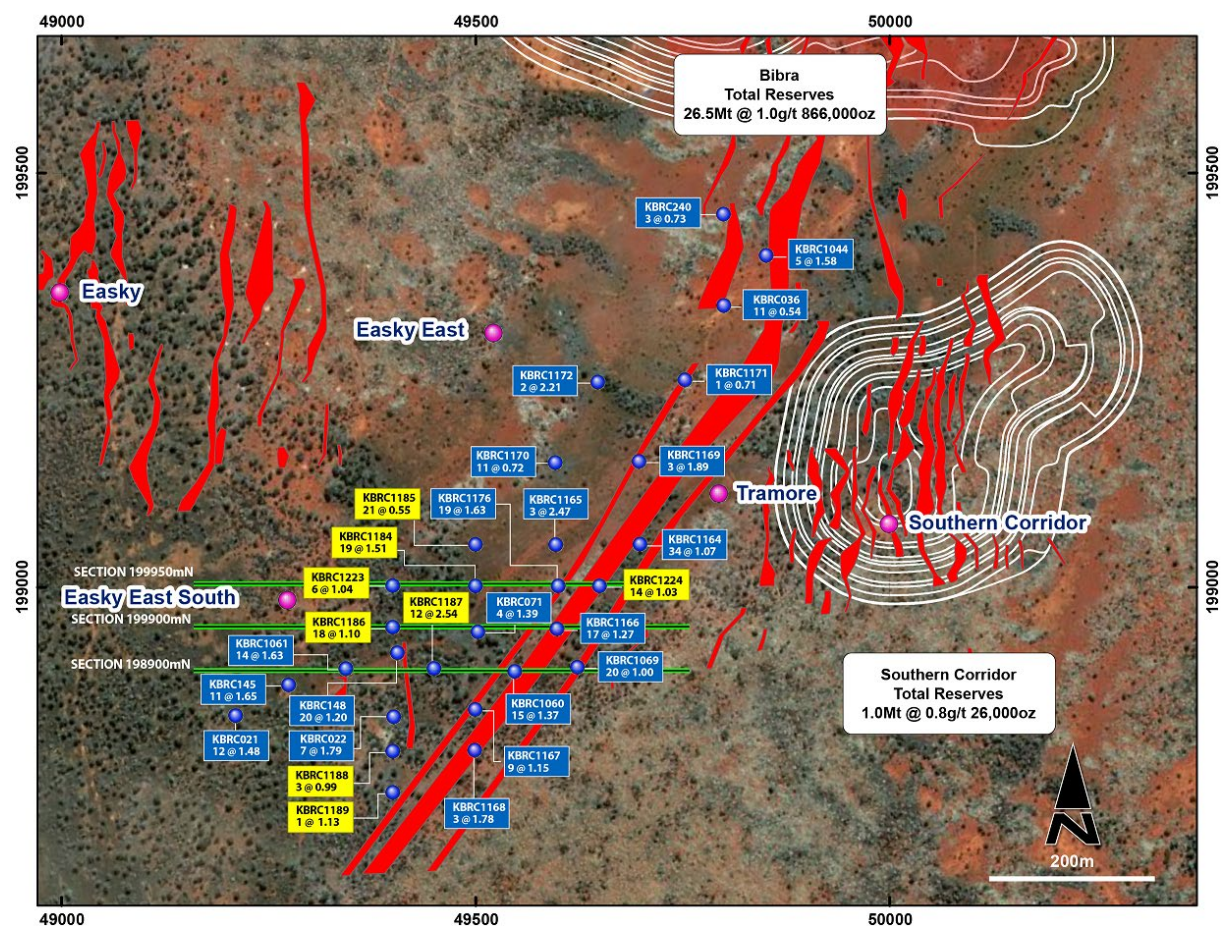 49000
49500
50000
Bibra
Total Reserves
26.5Mt @ 1.0g/t 866,000oz
199500
199500
KBRC240
3 @ 0.73
KBRC1044
5 @ 1.58
Easky
KBRC036
11 @ 0.54
Easky East
KBRC1172
2 @ 2.21
KBRC1171
1 @ 0.71
KBRC1170
11 @ 0.72
KBRC1169
3 @ 1.89
Tramore
KBRC1185
21 @ 0.55
KBRC1176
19 @ 1.63
KBRC1165
3 @ 2.47
Southern Corridor
KBRC1184
19 @ 1.51
KBRC1164
34 @ 1.07
SECTION 199950mN
199000
199000
KBRC1223
6 @ 1.04
KBRC1224
14 @ 1.03
Easky East South
KBRC1187
12 @ 2.54
KBRC071
4 @ 1.39
SECTION 199900mN
KBRC1186
18 @ 1.10
KBRC1166
17 @ 1.27
KBRC1061
14 @ 1.63
SECTION 198900mN
KBRC1069
20 @ 1.00
KBRC145
11 @ 1.65
Southern Corridor
Total Reserves
1.0Mt @ 0.8g/t 26,000oz
KBRC148
20 @ 1.20
KBRC1060
15 @ 1.37
KBRC021
12 @ 1.48
KBRC022
7 @ 1.79
KBRC1167
9 @ 1.15
KBRC1188
3 @ 0.99
KBRC1189
1 @ 1.13
KBRC1168
3 @ 1.78
N
200m
49000
49500
50000